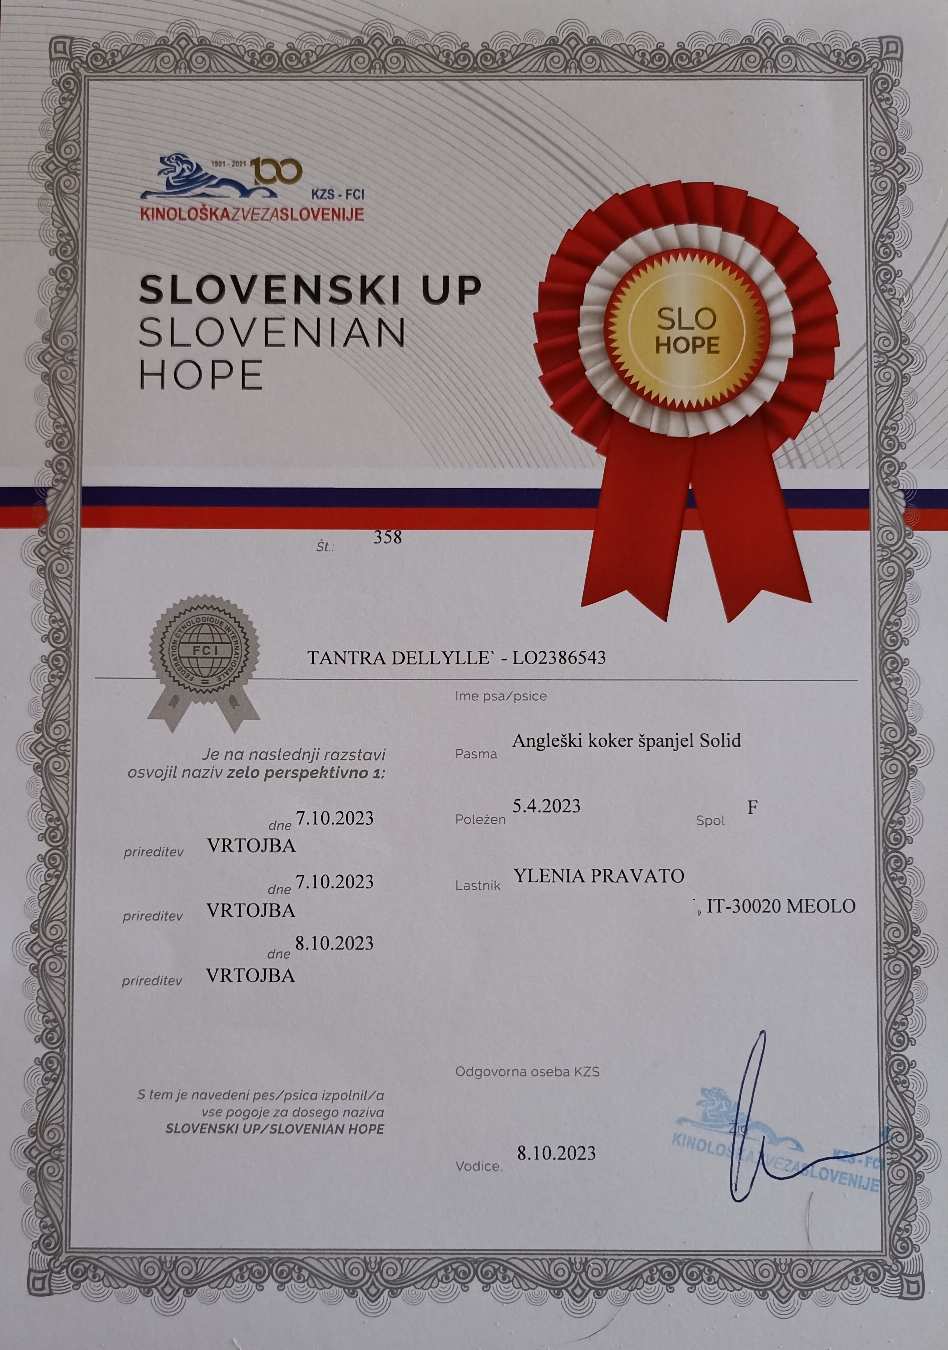 1921 - 2021 100
KZS - FCI
KINOLOŠKAZVEZASLOVENIJE
SLOVENSKI UP
SLOVENIAN
HOPE
SLO
HOPE
Št.: 358
FEDERATION CYNOLOGIQUE INTERNATIONALE
FCI
TANTRA DELLYLLE` - LO2386543
Ime psa/psice
Je na naslednji razstavi
osvojil naziv zelo perspektivno 1:
dne 7.10.2023
prireditev VRTOJBA
dne 7.10.2023
prireditev VRTOJBA
dne 8.10.2023
prireditev VRTOJBA
Pasma Angleški koker španjel Solid
Poležen 5.4.2023 Spol F
Lastnik YLENIA PRAVATO
IT-30020 MEOLO
S tem je navedeni pes/psica izpolnil/a
vse pogoje za dosego naziva
SLOVENSKI UP/SLOVENIAN HOPE
Odgovorna oseba KZS
Vodice, 8.10.2023
Žig
KZS - FCI
KINOLOŠKAZVEZASLOVENIJE